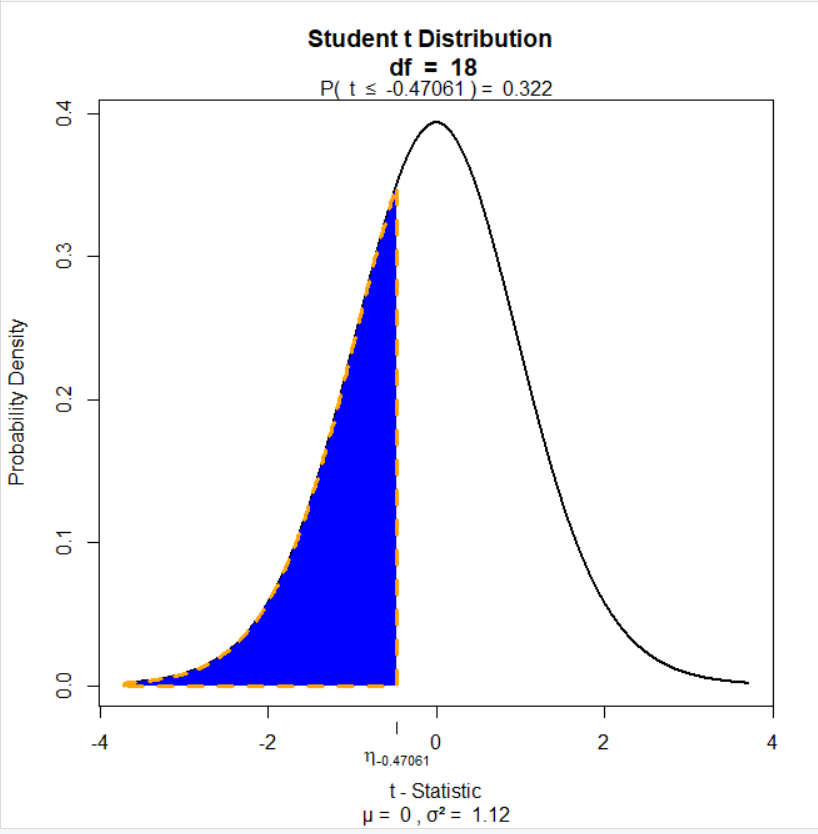 Student t Distribution
df = 18
P( t ≤ -0.47061 ) = 0.322
Probability Density
0.4
0.3
0.2
0.1
0.0
-4 -2 0 2 4
η-0.47061
t - Statistic
μ = 0 , σ² = 1.12